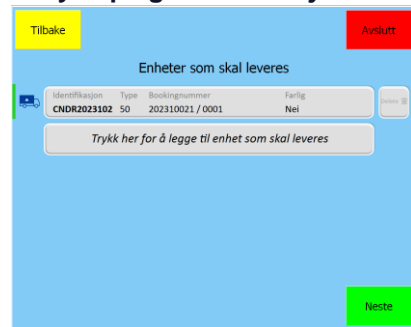 Tilbake
Avslutt
Enheter som skal leveres
Identifikasjon Type Bookingnummer Farlig
CNDR2023102 50 202310021 / 0001 Nei
Delete
Trykk her for å legge til enhet som skal leveres
Neste